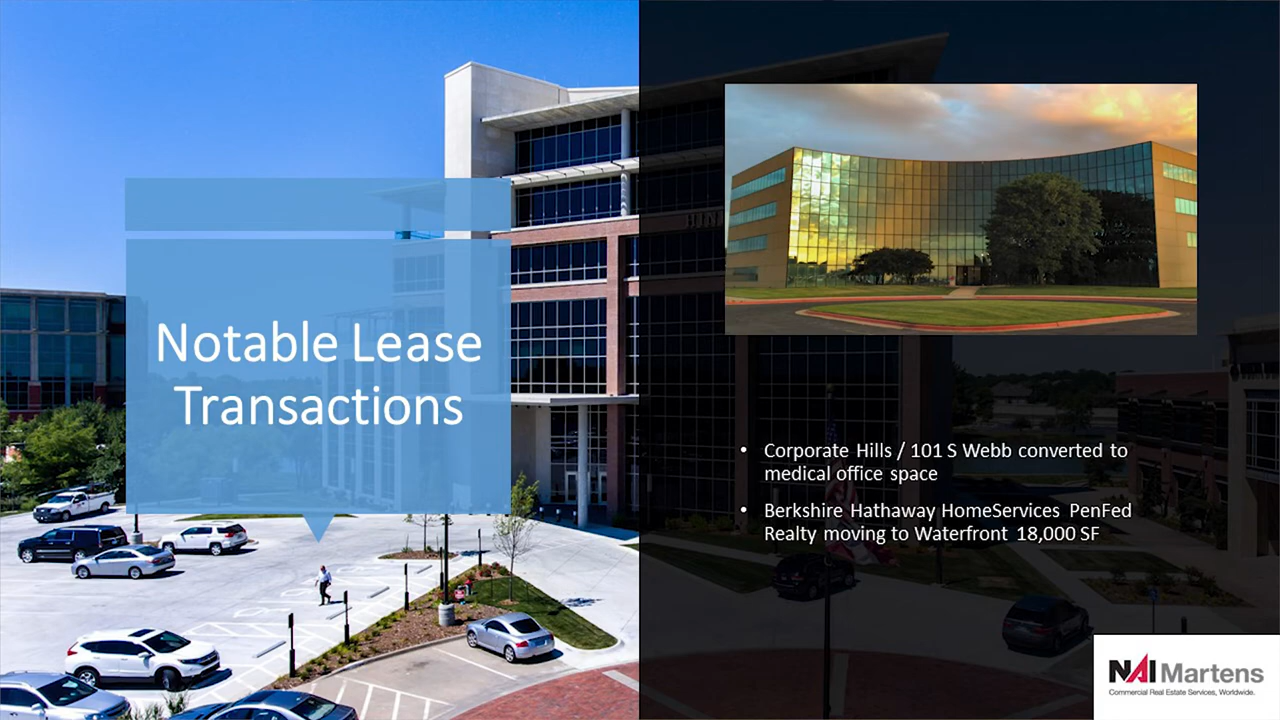 Notable Lease
Transactions
• Corporate Hills / 101 S Webb converted to
medical office space
• Berkshire Hathaway HomeServices PenFed
Realty moving to Waterfront 18,000 SF
NAI Martens
Commercial Real Estate Services, Worldwide.